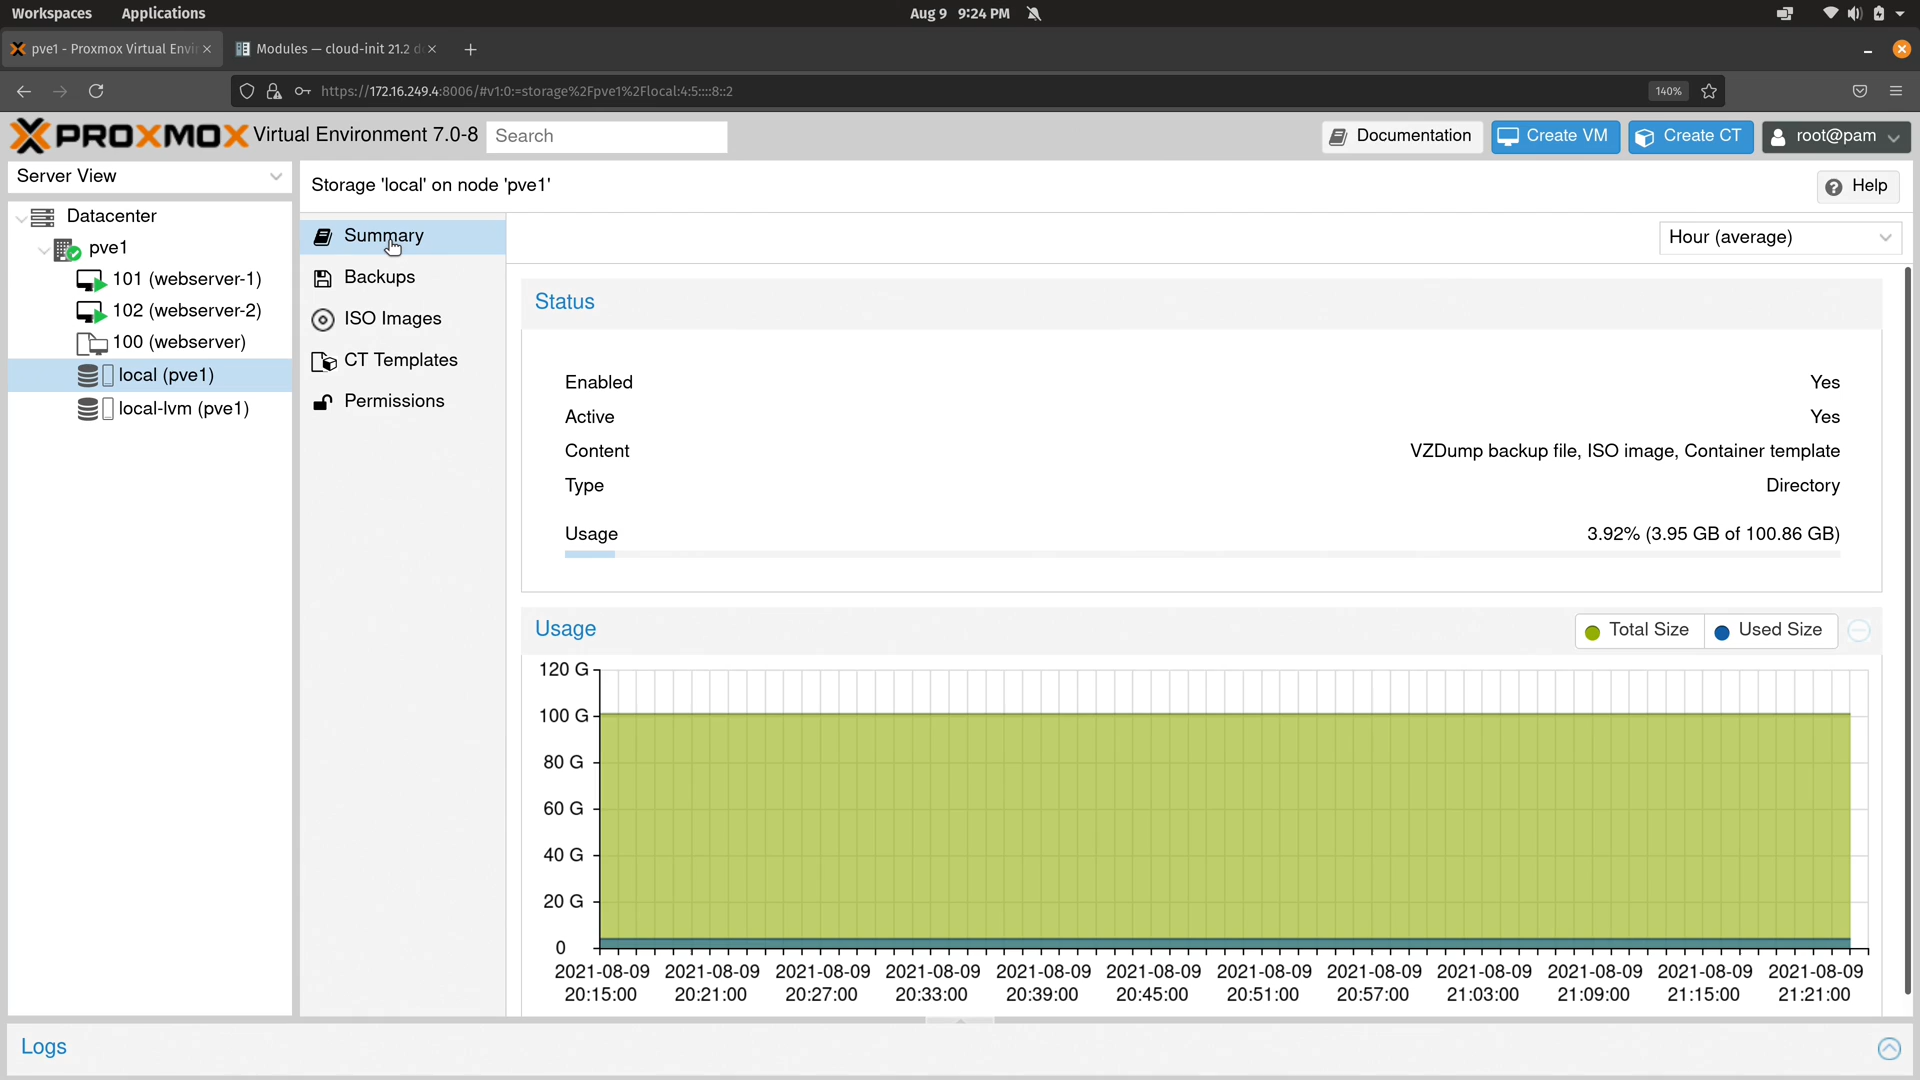 Workspaces Applications Aug 9 9:24 PM
pve1 - Proxmox Virtual Envir Modules — cloud-init 21.2 d
https://172.16.249.4:8006/#v1:0:=storage%2Fpve1%2Flocal:4:5::::8::2 140%
PROXMOX Virtual Environment 7.0-8 Search Documentation Create VM Create CT root@pam
Server View
Storage 'local' on node 'pve1' Help
Datacenter
pve1
101 (webserver-1)
102 (webserver-2)
100 (webserver)
local (pve1)
local-lvm (pve1)
Summary
Backups
ISO Images
CT Templates
Permissions
Hour (average)
Status
Enabled Yes
Active Yes
Content VZDump backup file, ISO image, Container template
Type Directory
Usage 3.92% (3.95 GB of 100.86 GB)
Usage Total Size Used Size
120 G
100 G
80 G
60 G
40 G
20 G
0
2021-08-09 2021-08-09 2021-08-09 2021-08-09 2021-08-09 2021-08-09 2021-08-09 2021-08-09 2021-08-09 2021-08-09 2021-08-09 2021-08-09
20:15:00 20:21:00 20:27:00 20:33:00 20:39:00 20:45:00 20:51:00 20:57:00 21:03:00 21:09:00 21:15:00 21:21:00
Logs